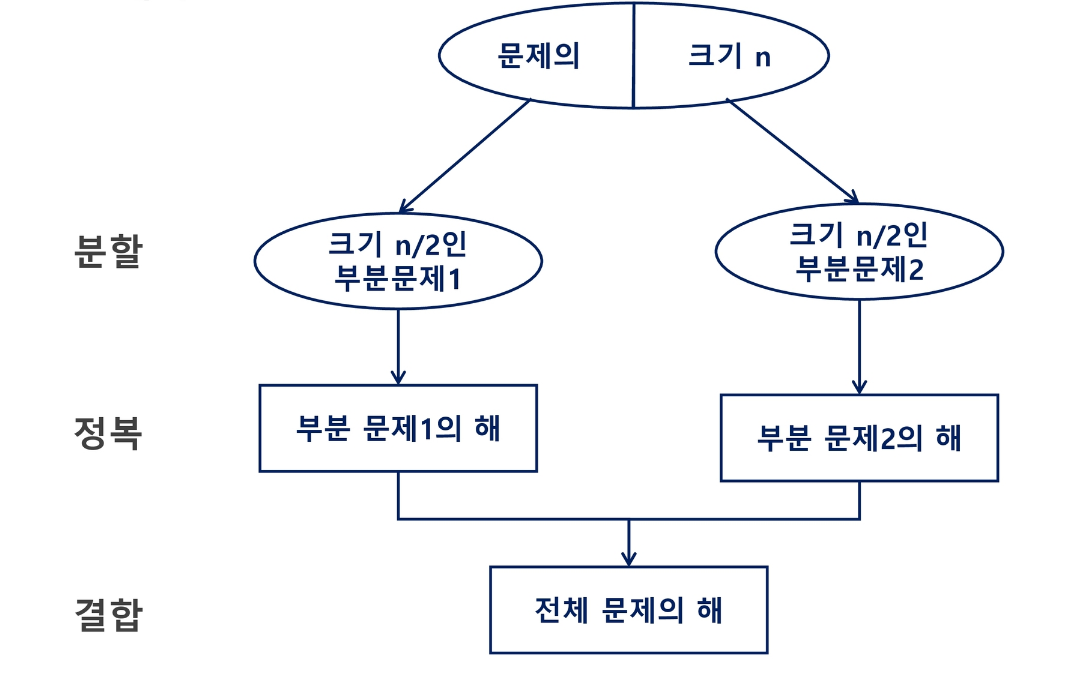 문제의 크기 n
분할
크기 n/2인
부분문제1
크기 n/2인
부분문제2
정복
부분 문제1의 해
부분 문제2의 해
결합
전체 문제의 해